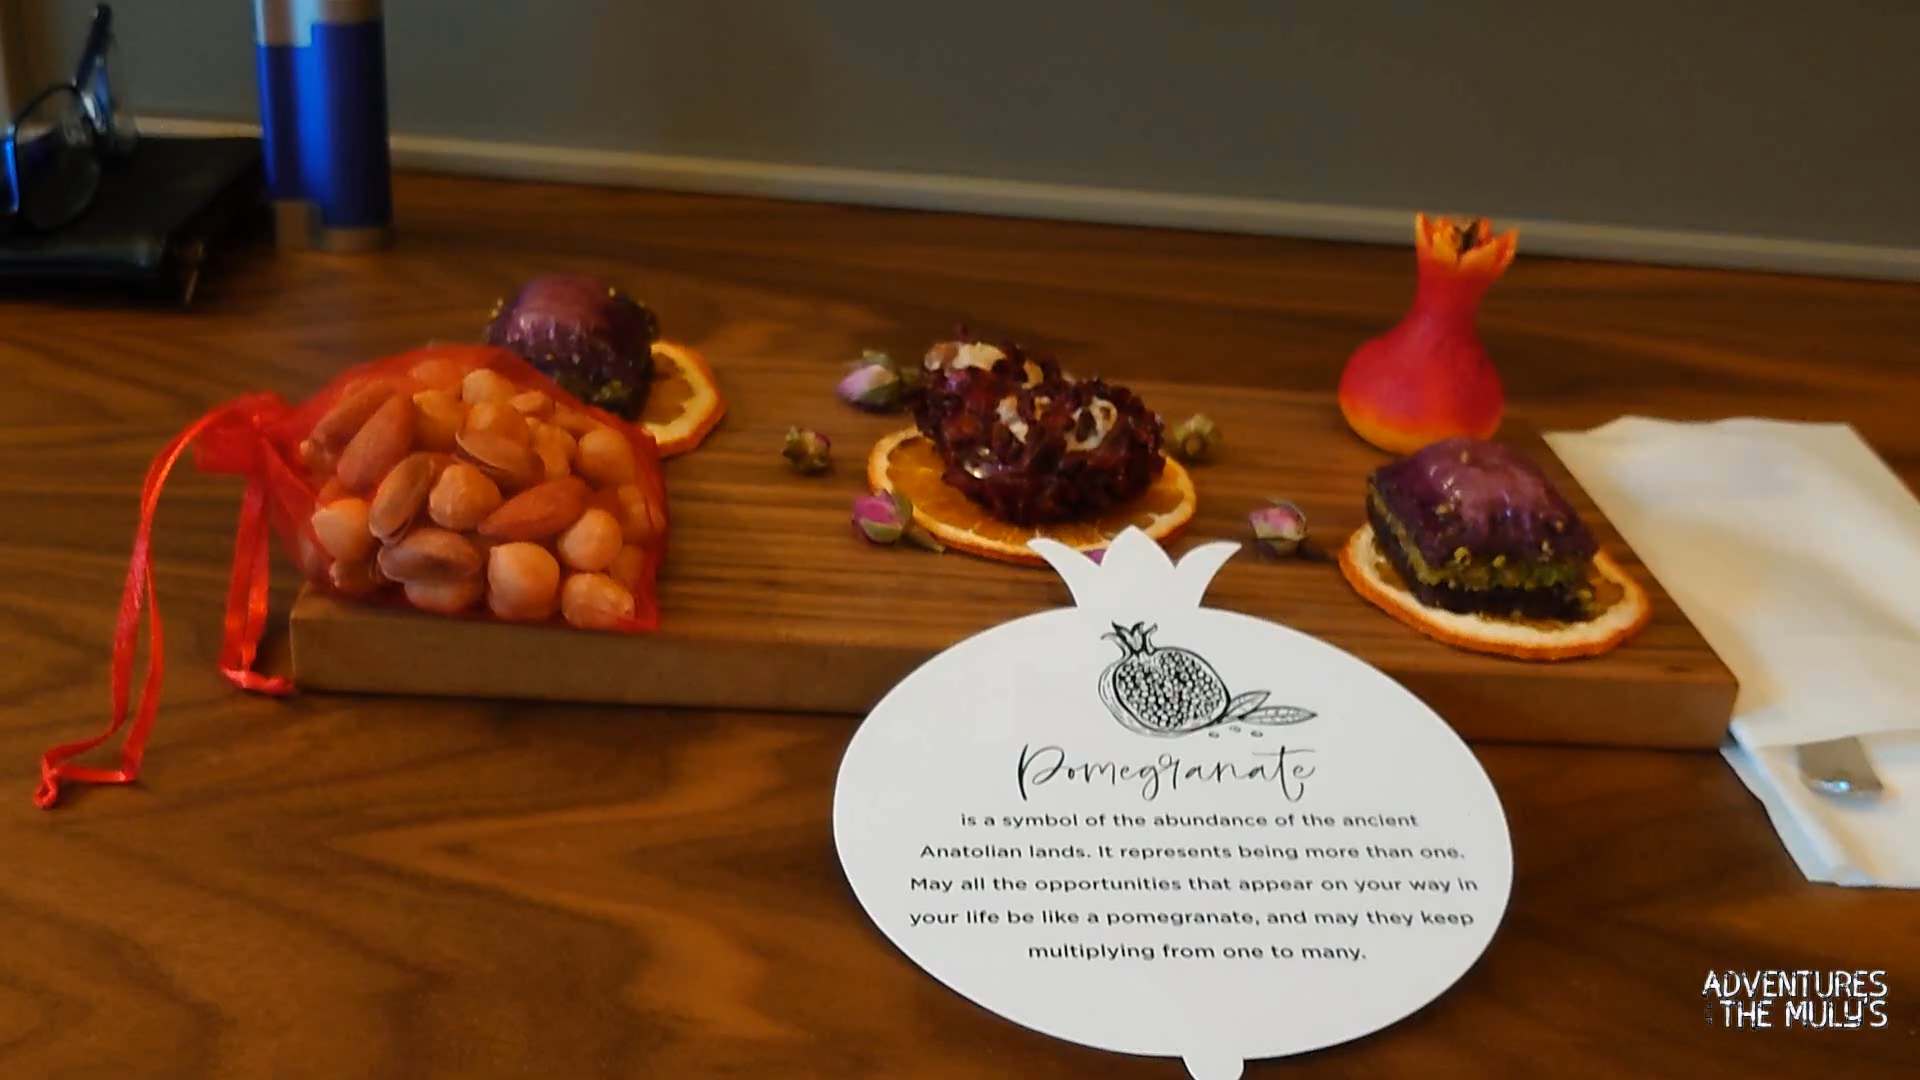 Pomegranate
is a symbol of the abundance of the ancient
Anatolian lands. It represents being more than one.
May all the opportunities that appear on your way in
your life be like a pomegranate, and may they keep
multiplying from one to many.
ADVENTURES
THE MULY'S